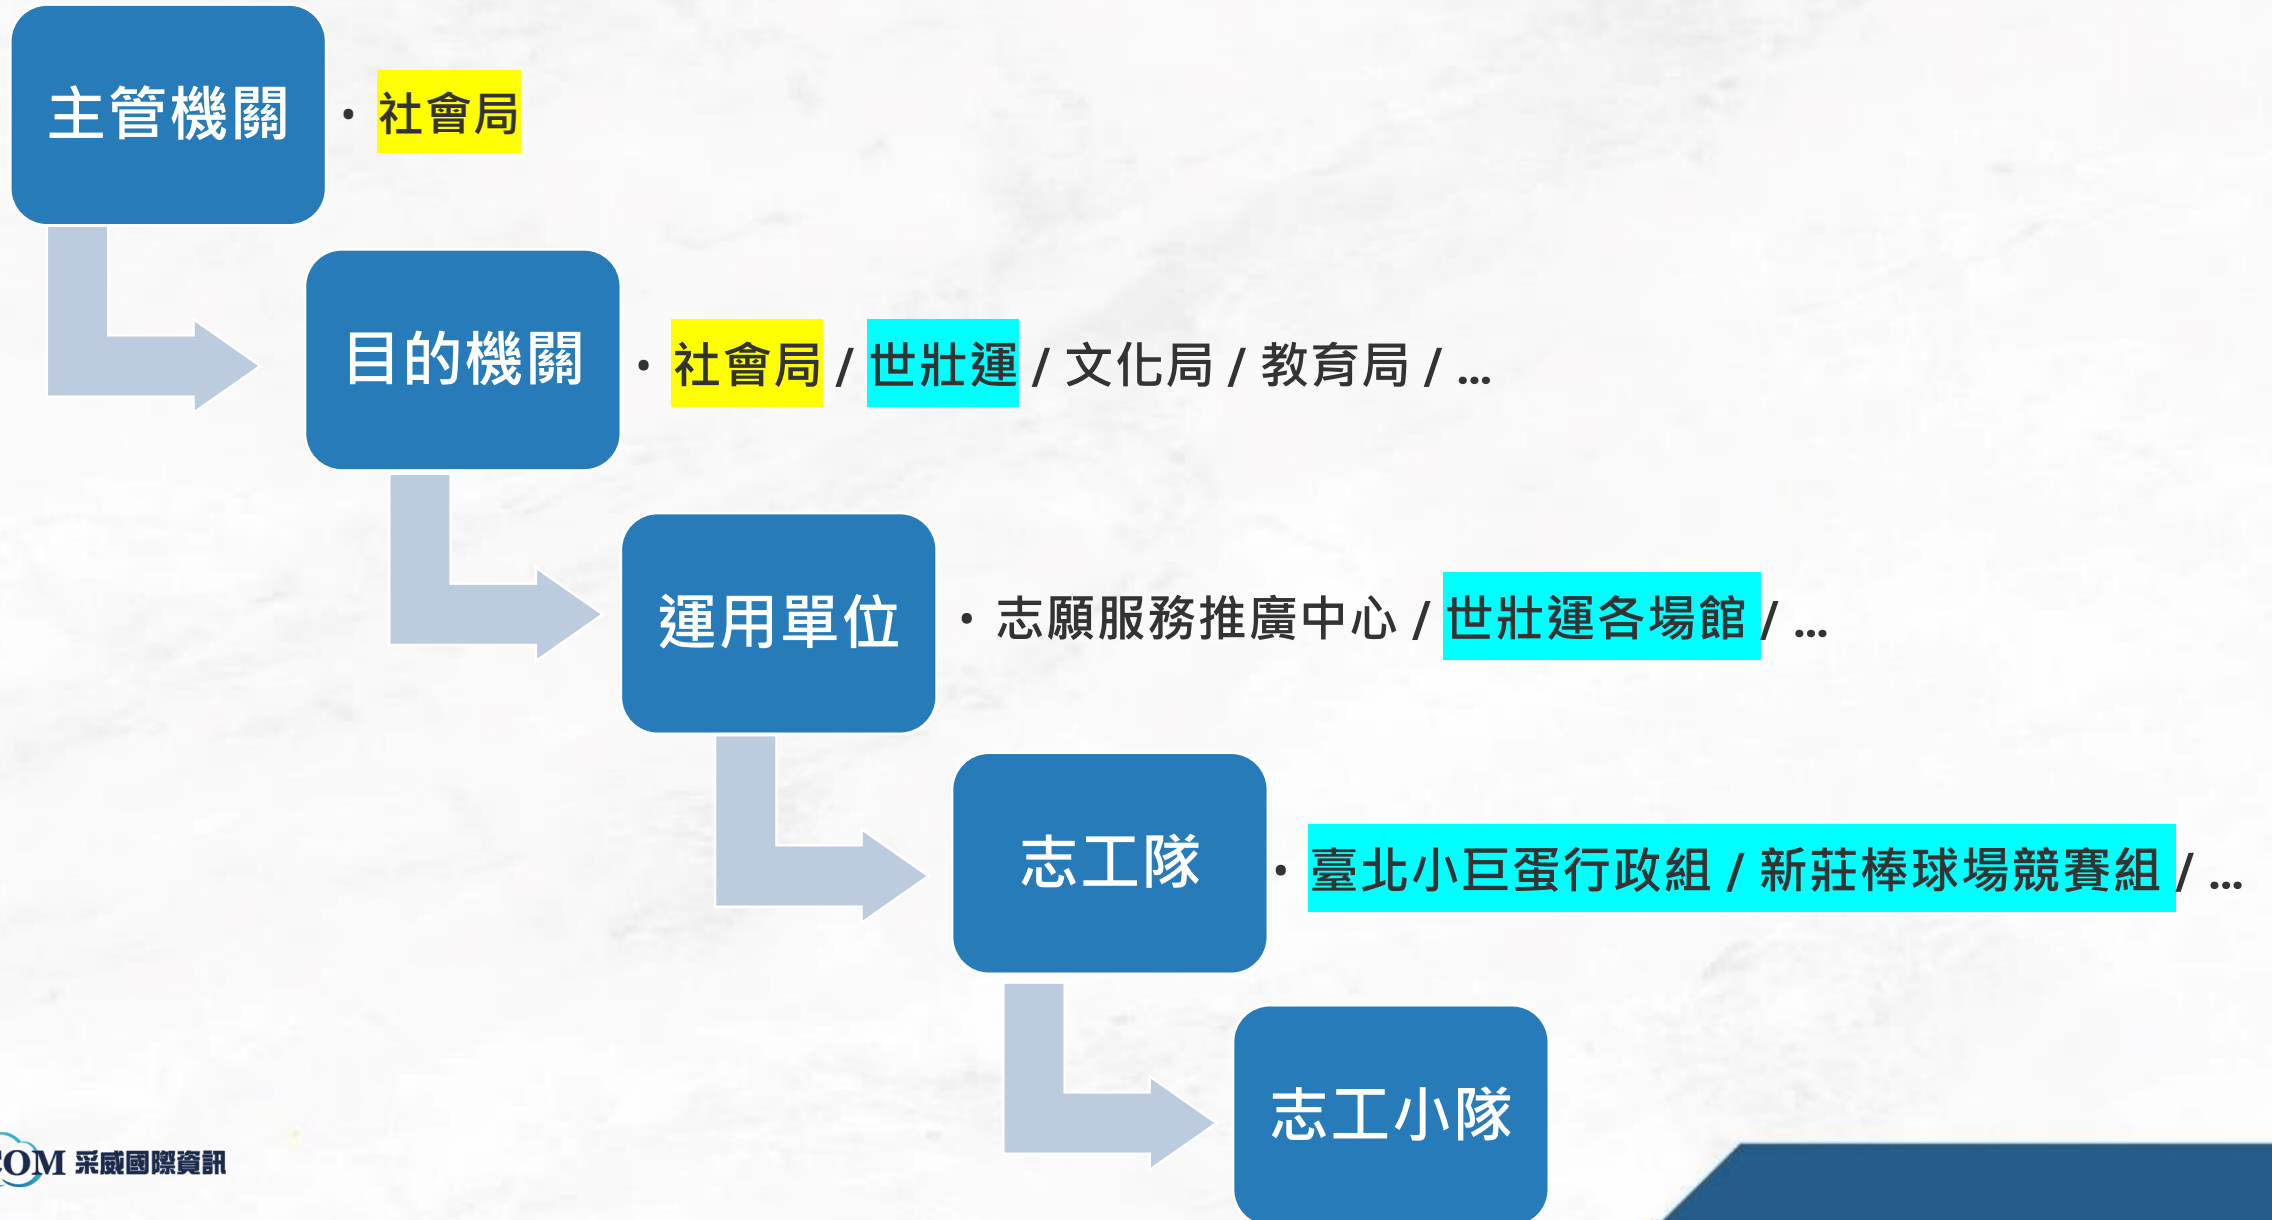 主管機關
• 社會局
目的機關
• 社會局 / 世壯運 / 文化局 / 教育局 / ...
運用單位
• 志願服務推廣中心 / 世壯運各場館 / ...
志工隊
• 臺北小巨蛋行政組 / 新莊棒球場競賽組 / ...
志工小隊
OM 采威國際資訊